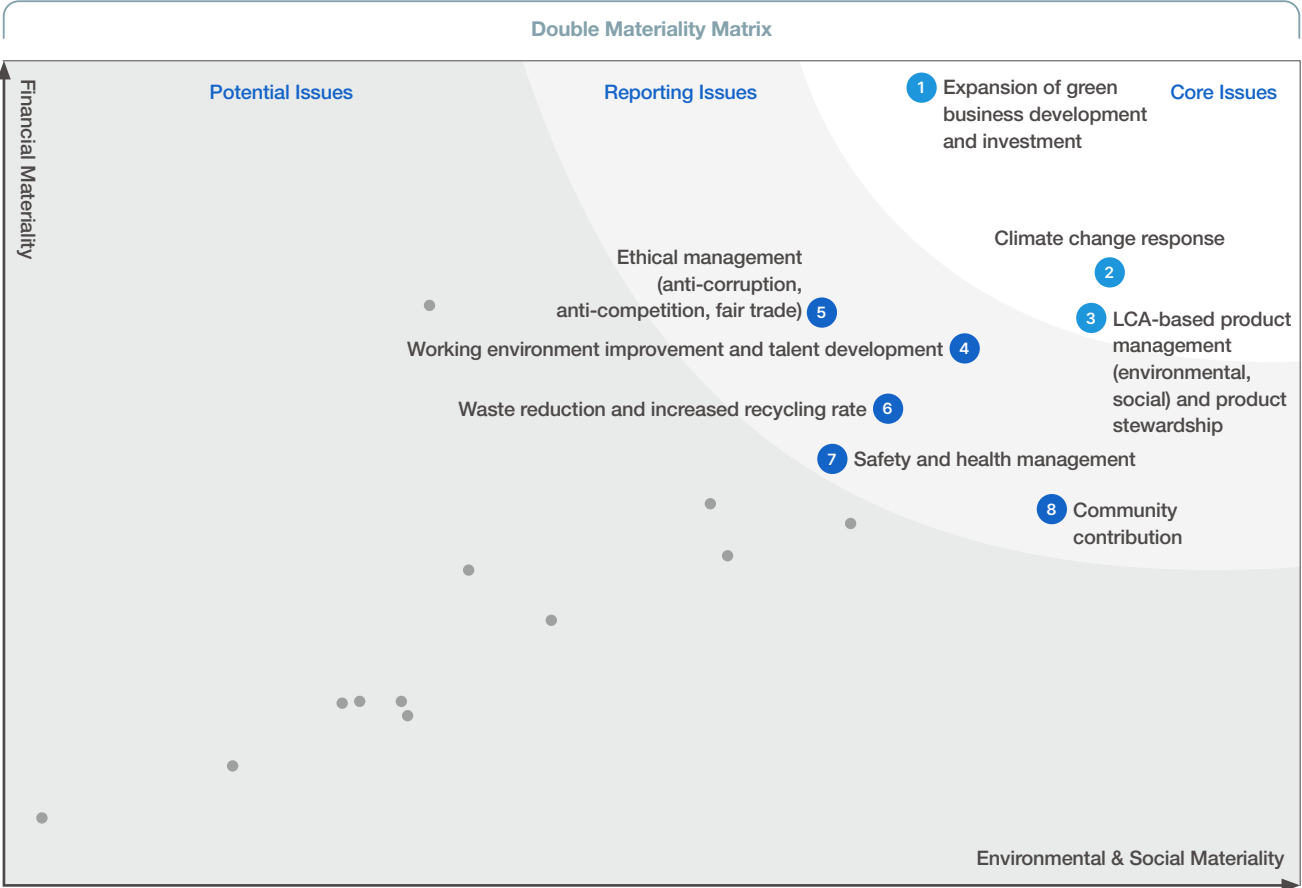 Double Materiality Matrix
Financial Materiality
Potential Issues
Reporting Issues
Core Issues
1 Expansion of green
business development
and investment
Climate change response
2
3 LCA-based product
management
(environmental,
social) and product
stewardship
Ethical management
(anti-corruption,
anti-competition, fair trade) 5
Working environment improvement and talent development 4
Waste reduction and increased recycling rate 6
7 Safety and health management
8 Community
contribution
Environmental & Social Materiality